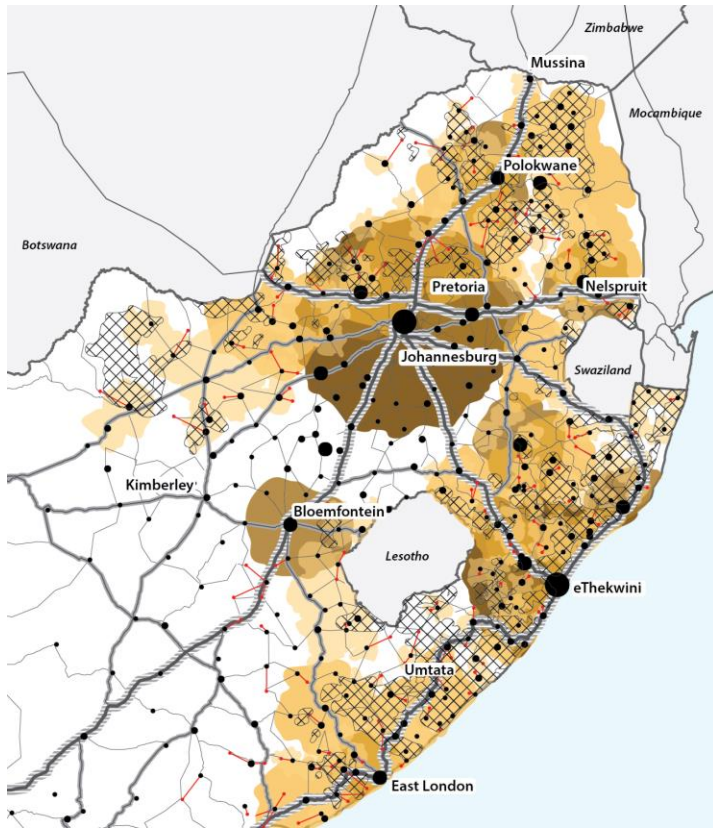 Zimbabwe
Mussina
Mocambique
Polokwane
Botswana
Pretoria
Nelspruit
Johannesburg
Swaziland
Kimberley
Bloemfontein
Lesotho
eThekwini
Umtata
East London